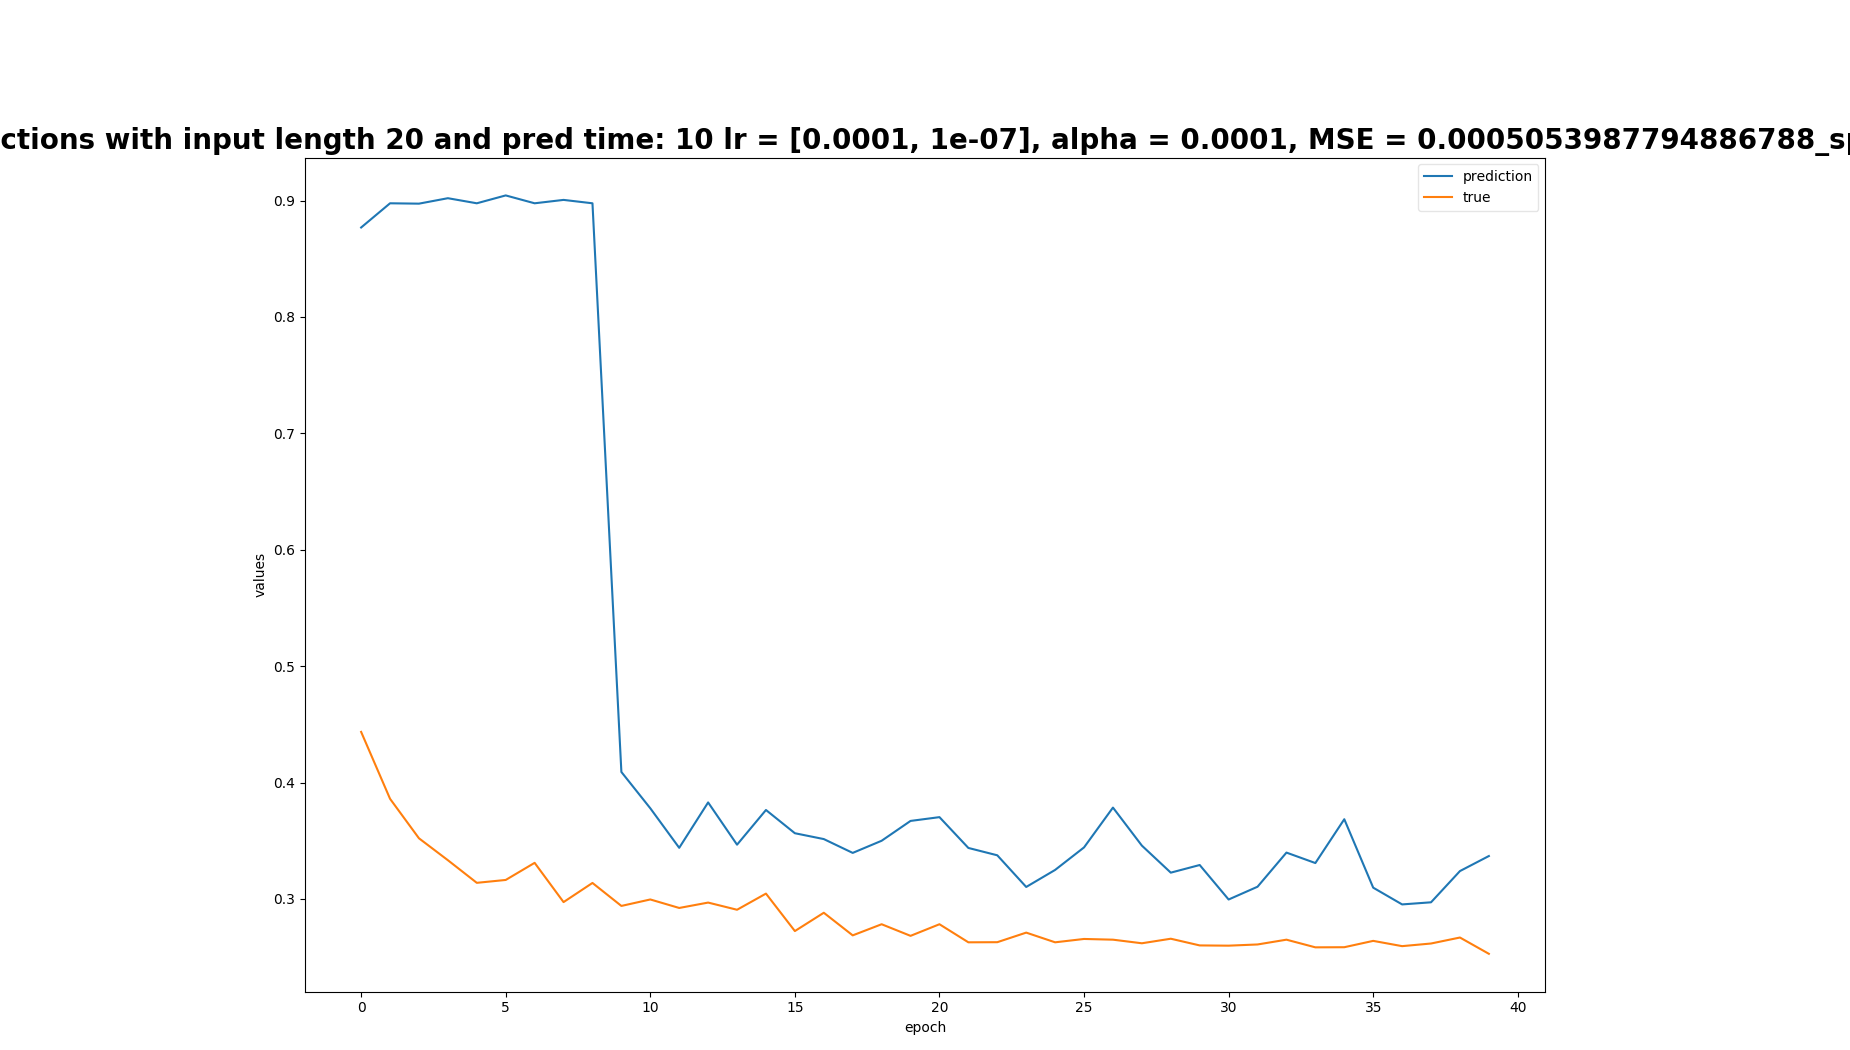 ctions with input length 20 and pred time: 10 lr = [0.0001, 1e-07], alpha = 0.0001, MSE = 0.0005053987794886788_sp
prediction
true
0.9
0.8
0.7
0.6
0.5
0.4
0.3
values
0 5 10 15 20 25 30 35 40
epoch